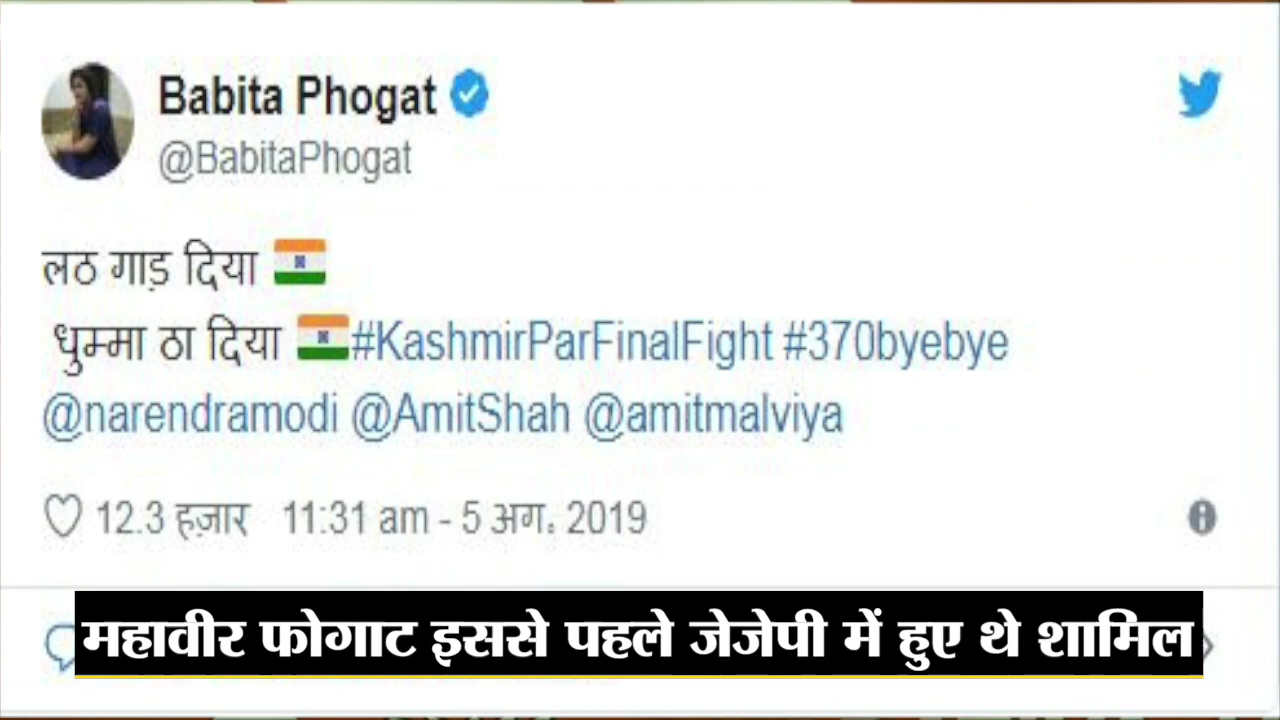 Babita Phogat
@BabitaPhogat
लठ गाड़ दिया 🇮🇳
धुम्मा ठा दिया 🇮🇳#KashmirParFinalFight #370byebye
@narendramodi @AmitShah @amitmalviya
12.3 हज़ार 11:31 am - 5 अग॰ 2019
महावीर फोगाट इससे पहले जेजेपी में हुए थे शामिल